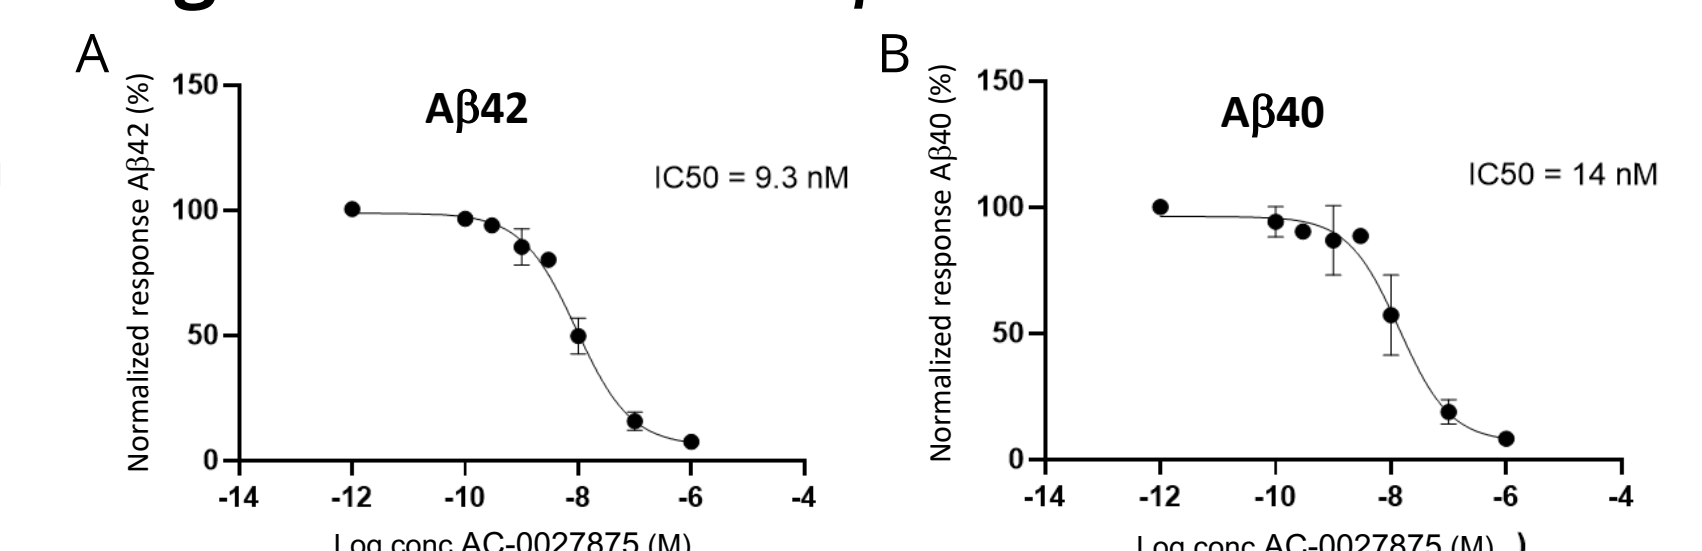 A
Aβ42
IC50 = 9.3 nM
Normalized response Aβ42 (%)
150
100
50
0
-14 -12 -10 -8 -6 -4
Log conc AC-0027875 (M)
B
Aβ40
IC50 = 14 nM
Normalized response Aβ40 (%)
150
100
50
0
-14 -12 -10 -8 -6 -4
Log conc AC-0027875 (M) )